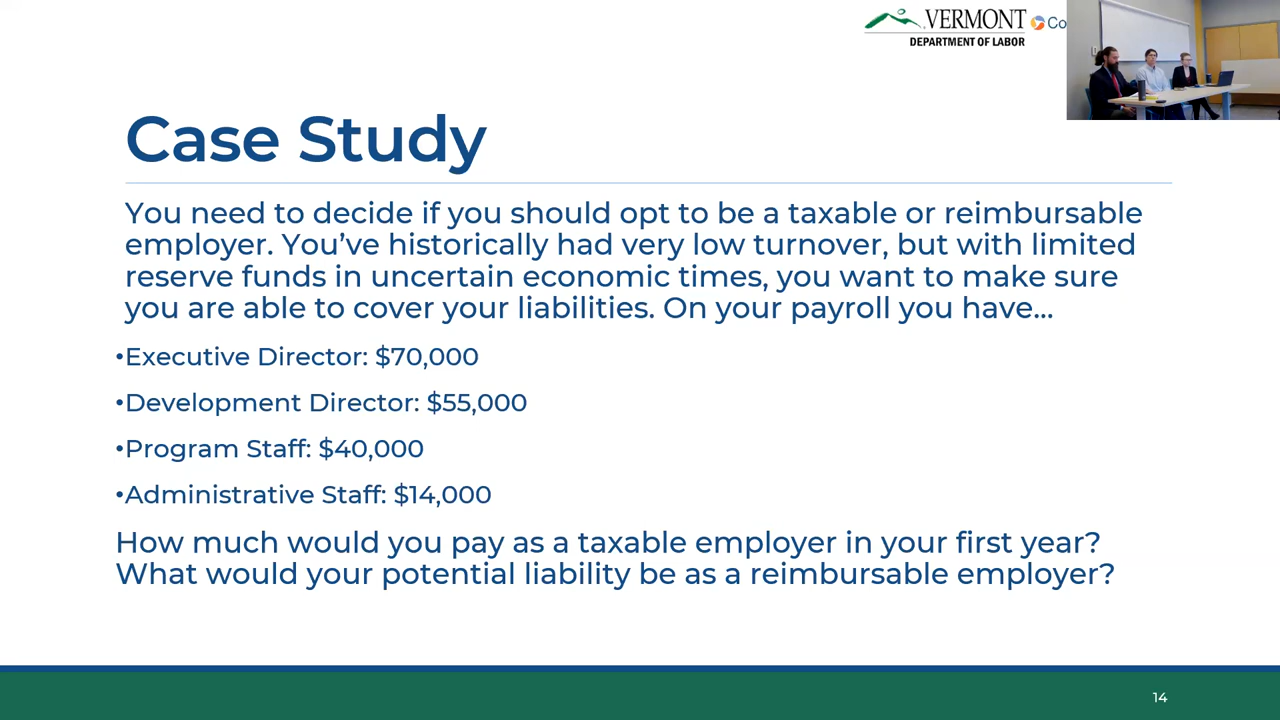 VERMONT
DEPARTMENT OF LABOR
Co
Case Study
You need to decide if you should opt to be a taxable or reimbursable
employer. You’ve historically had very low turnover, but with limited
reserve funds in uncertain economic times, you want to make sure
you are able to cover your liabilities. On your payroll you have...
•Executive Director: $70,000
•Development Director: $55,000
•Program Staff: $40,000
•Administrative Staff: $14,000
How much would you pay as a taxable employer in your first year?
What would your potential liability be as a reimbursable employer?
14